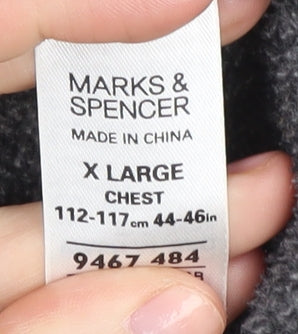 MARKS &
SPENCER
MADE IN CHINA
X LARGE
CHEST
112-117cm 44-46in
9467 484